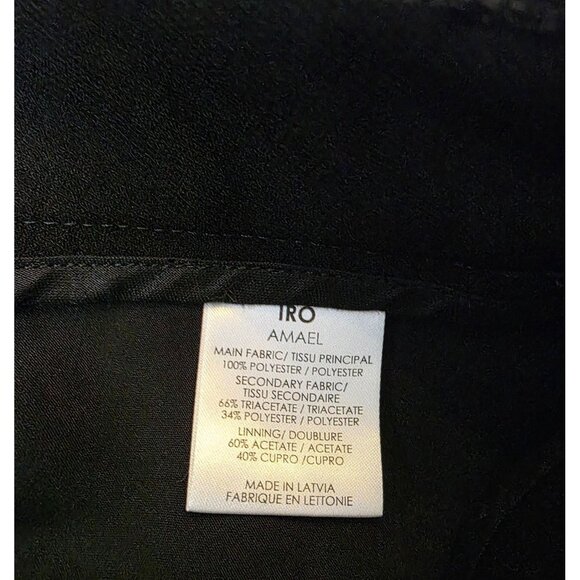 IRO
AMAEL
MAIN FABRIC/ TISSU PRINCIPAL
100% POLYESTER / POLYESTER
SECONDARY FABRIC/
TISSU SECONDAIRE
66% TRIACETATE / TRIACETATE
34% POLYESTER / POLYESTER
LINNING/ DOUBLURE
60% ACETATE / ACETATE
40% CUPRO /CUPRO
MADE IN LATVIA
FABRIQUE EN LETTONIE